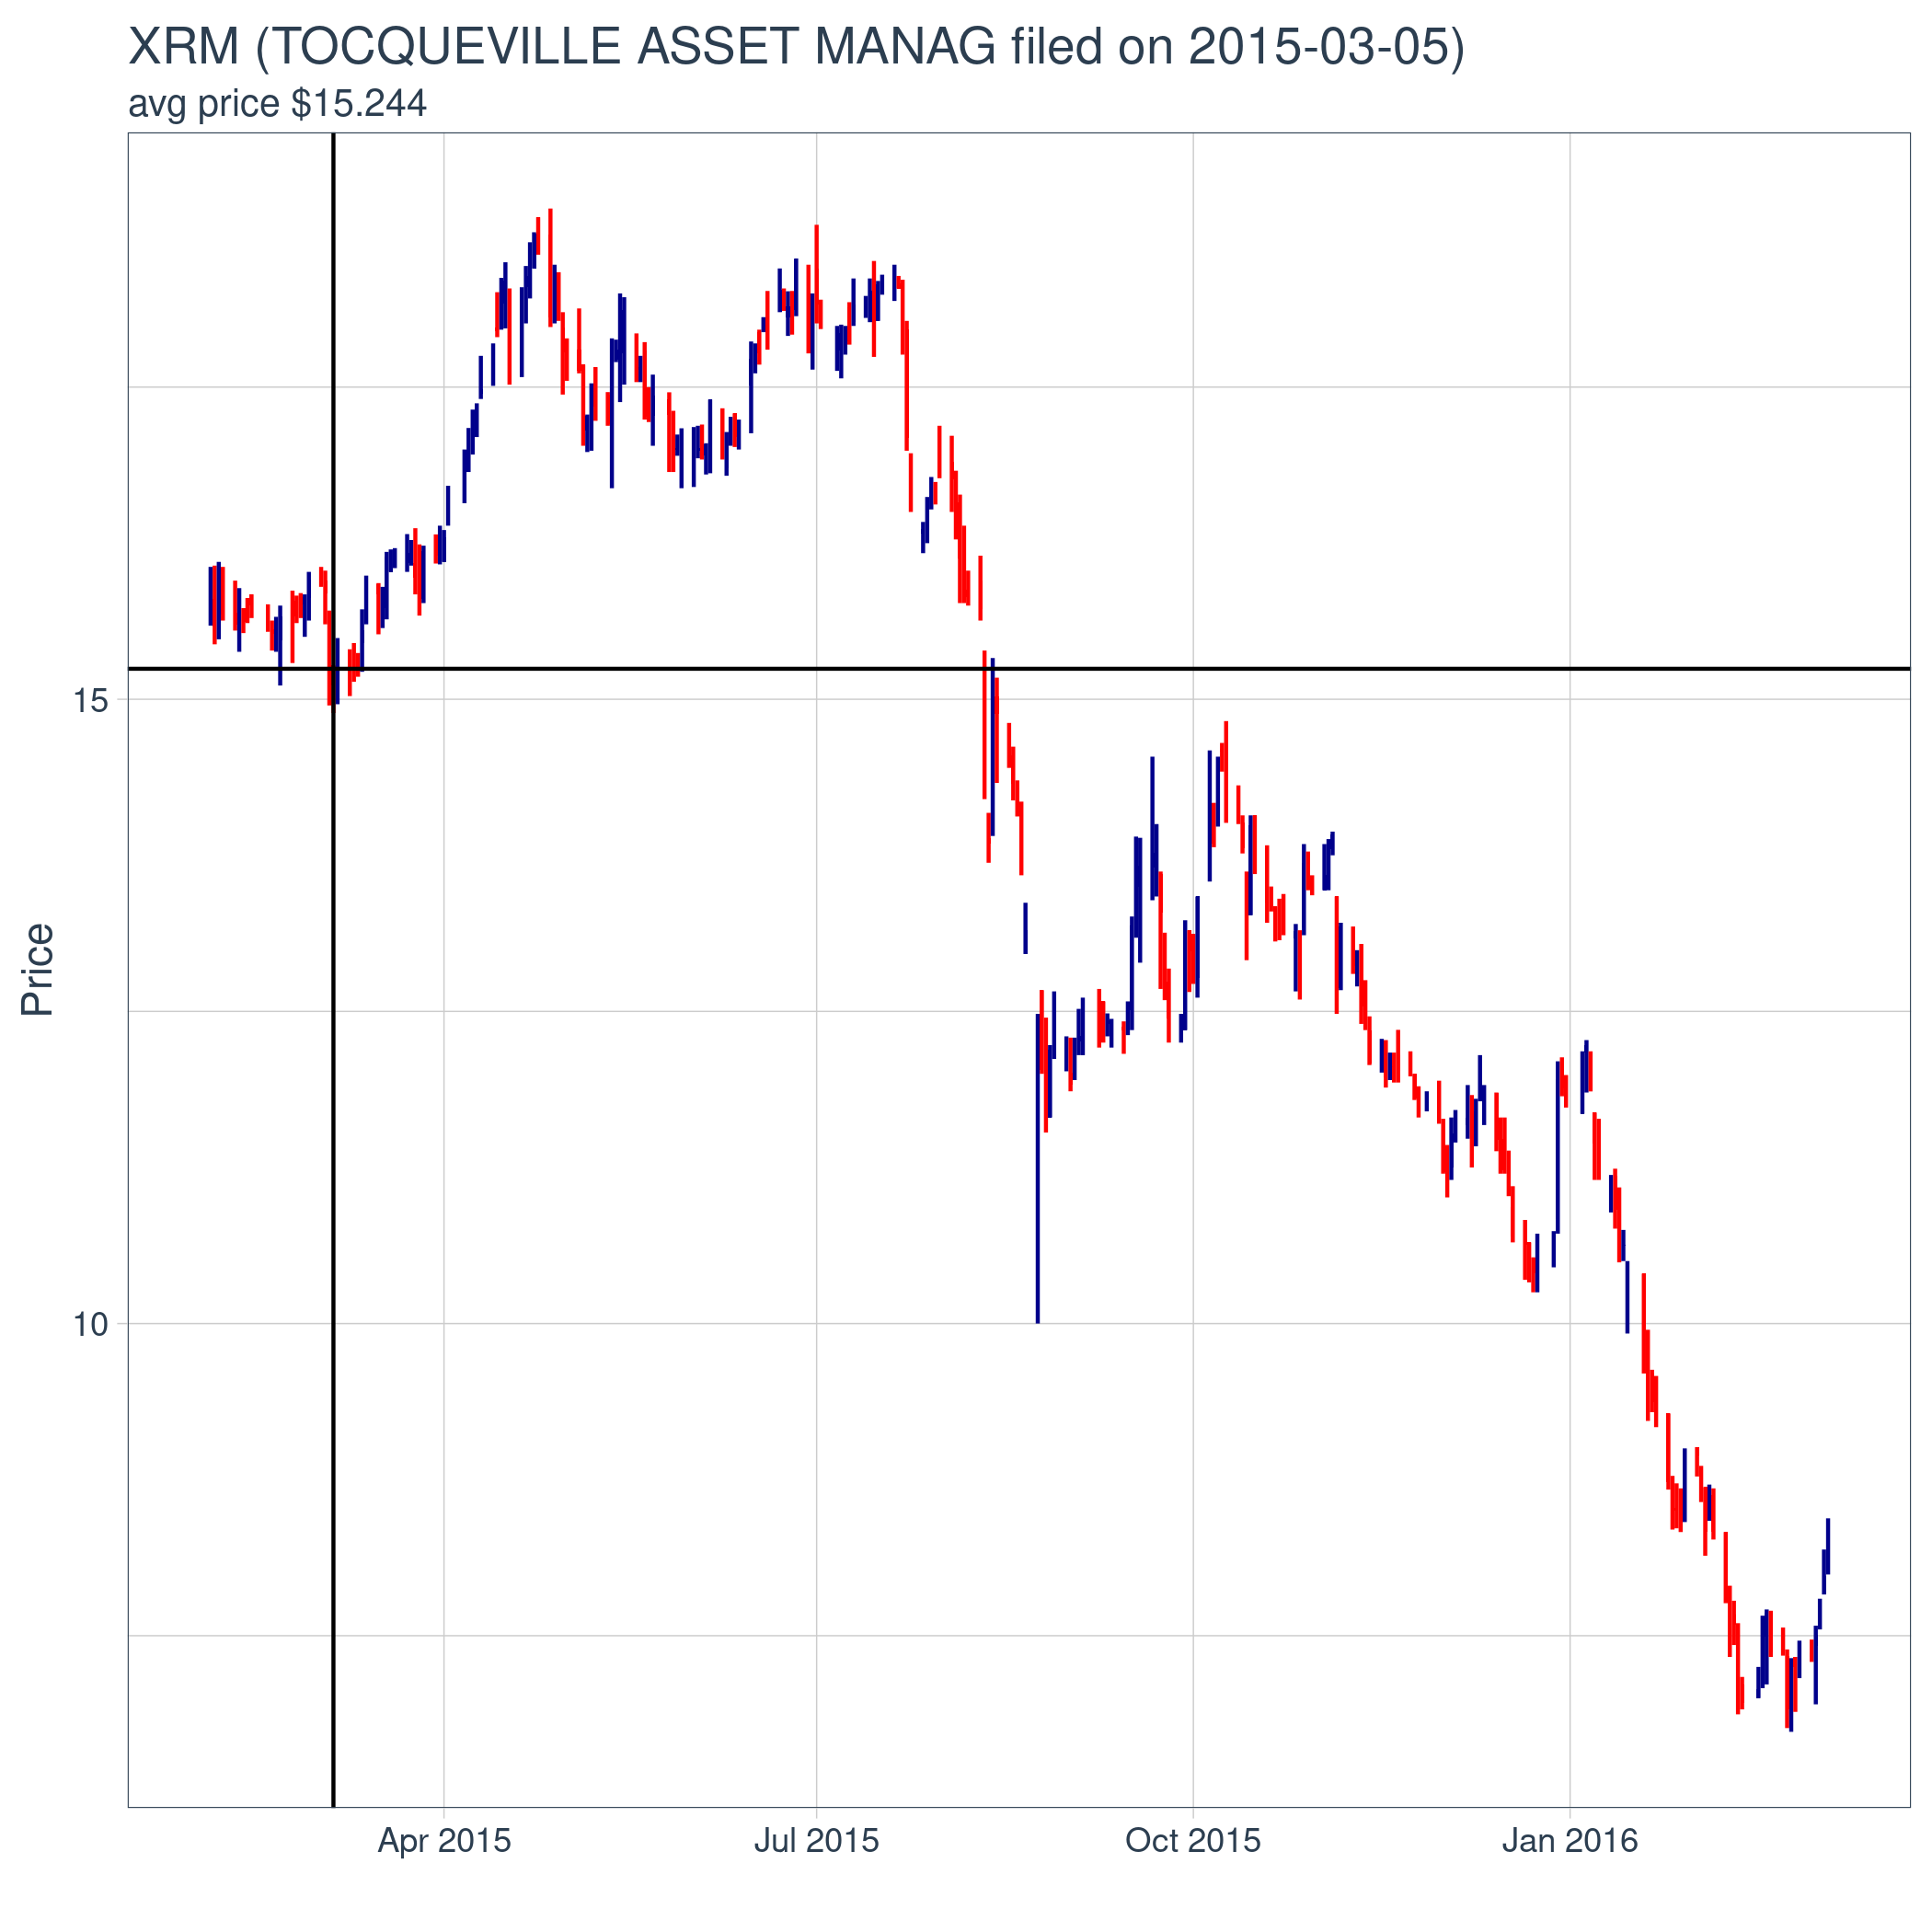 XRM (TOCQUEVILLE ASSET MANAG filed on 2015-03-05)
avg price $15.244
15
10
Price
Apr 2015
Jul 2015
Oct 2015
Jan 2016